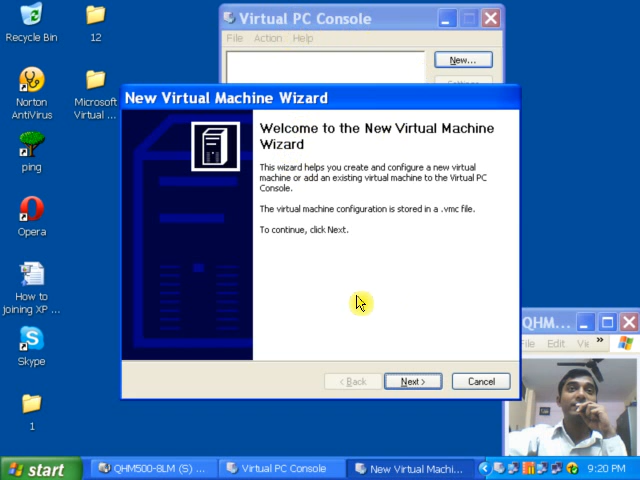 Recycle Bin
12
Norton
AntiVirus
Microsoft
Virtual ...
ping
Opera
How to
joining XP ...
Skype
1
Virtual PC Console
File Action Help
New...
Settings
New Virtual Machine Wizard
Welcome to the New Virtual Machine
Wizard
This wizard helps you create and configure a new virtual
machine or add an existing virtual machine to the Virtual PC
Console.
The virtual machine configuration is stored in a .vmc file.
To continue, click Next.
< Back
Next >
Cancel
QHM...
File Edit Vi »
start
QHM500-8LM (S) ...
Virtual PC Console
New Virtual Machi...
9:20 PM